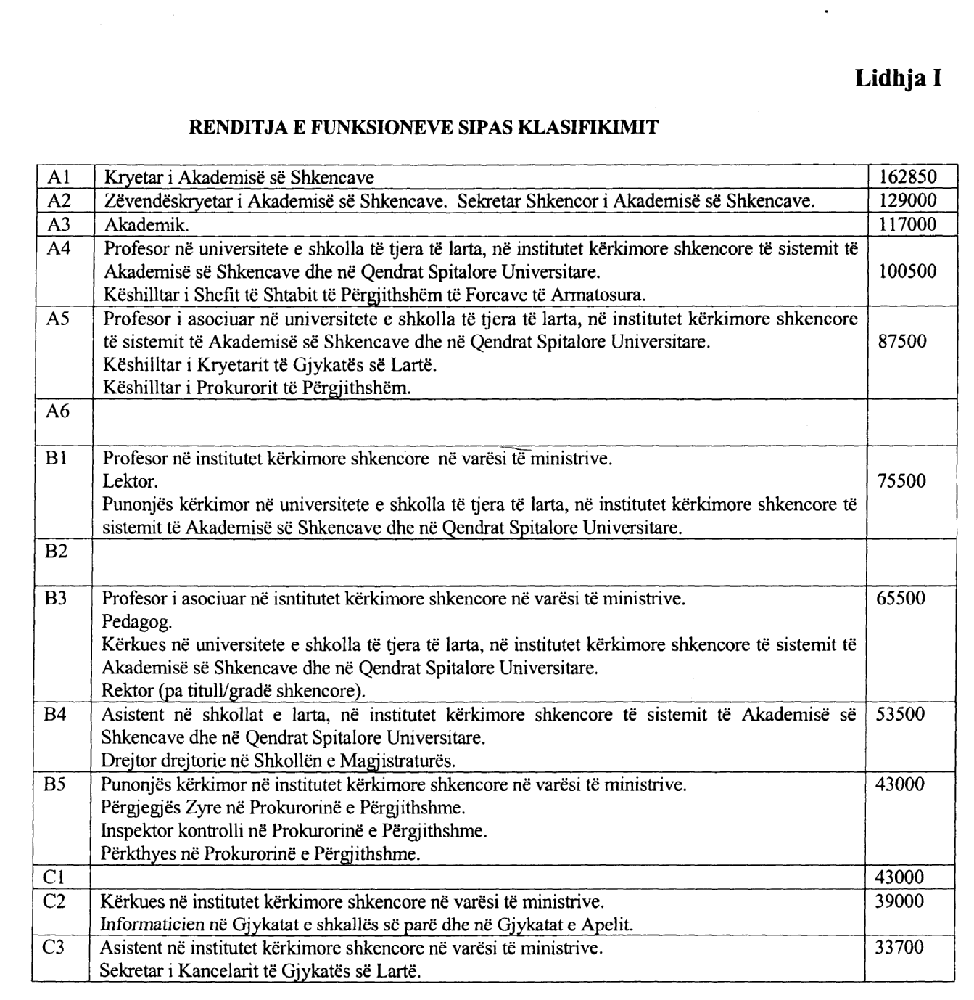 Lidhja I
RENDITJA E FUNKSIONEVE SIPAS KLASIFIKIMIT
A1 Kryetar i Akademisë së Shkencave 162850
A2 Zëvendëskryetar i Akademisë së Shkencave. Sekretar Shkencor i Akademisë së Shkencave. 129000
A3 Akademik. 117000
A4 Profesor në universitete e shkolla të tjera të larta, në institutet kërkimore shkencore të sistemit të
Akademisë së Shkencave dhe në Qendrat Spitalore Universitare. 100500
Këshilltar i Shefit të Shtabit të Përgjithshëm të Forcave të Armatosura.
A5 Profesor i asociuar në universitete e shkolla të tjera të larta, në institutet kërkimore shkencore
të sistemit të Akademisë së Shkencave dhe në Qendrat Spitalore Universitare. 87500
Këshilltar i Kryetarit të Gjykatës së Lartë.
Këshilltar i Prokurorit të Përgjithshëm.
A6
B1 Profesor në institutet kërkimore shkencore në varësi të ministrive.
Lektor. 75500
Punonjës kërkimor në universitete e shkolla të tjera të larta, në institutet kërkimore shkencore të
sistemit të Akademisë së Shkencave dhe në Qendrat Spitalore Universitare.
B2
B3 Profesor i asociuar në isntitutet kërkimore shkencore në varësi të ministrive. 65500
Pedagog.
Kërkues në universitete e shkolla të tjera të larta, në institutet kërkimore shkencore të sistemit të
Akademisë së Shkencave dhe në Qendrat Spitalore Universitare.
Rektor (pa titull/gradë shkencore).
B4 Asistent në shkollat e larta, në institutet kërkimore shkencore të sistemit të Akademisë së 53500
Shkencave dhe në Qendrat Spitalore Universitare.
Drejtor drejtorie në Shkollën e Magjistraturës.
B5 Punonjës kërkimor në institutet kërkimore shkencore në varësi të ministrive. 43000
Përgjegjës Zyre në Prokurorinë e Përgjithshme.
Inspektor kontrolli në Prokurorinë e Përgjithshme.
Përkthyes në Prokurorinë e Përgjithshme.
C1 43000
C2 Kërkues në institutet kërkimore shkencore në varësi të ministrive. 39000
Informaticien në Gjykatat e shkallës së parë dhe në Gjykatat e Apelit.
C3 Asistent në institutet kërkimore shkencore në varësi të ministrive. 33700
Sekretar i Kancelarit të Gjykatës së Lartë.